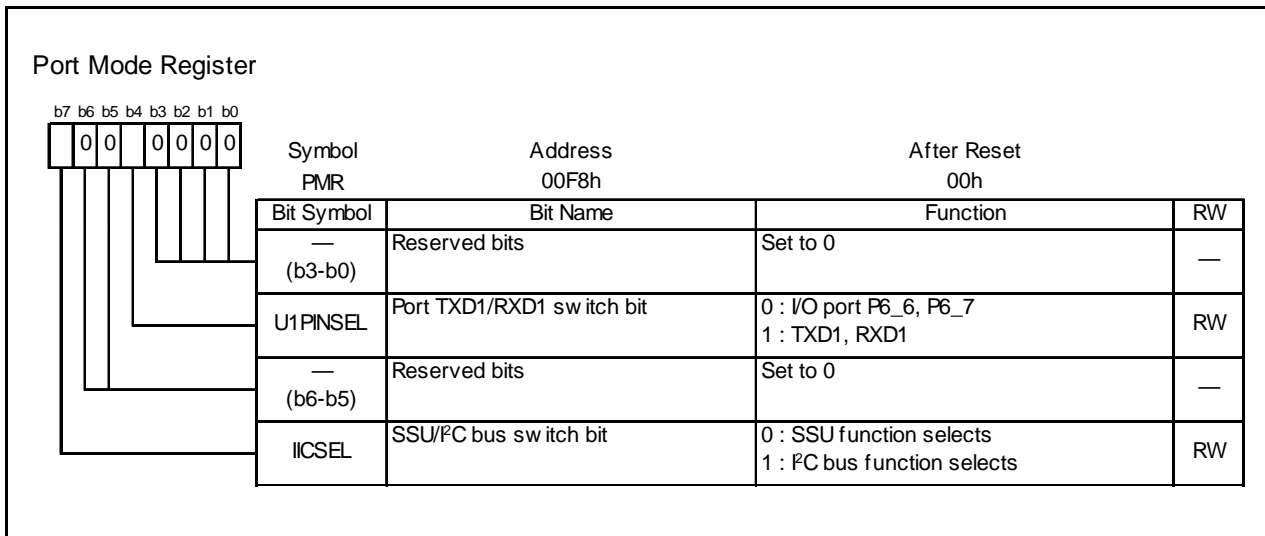 Port Mode Register
b7 b6 b5 b4 b3 b2 b1 b0
0 0 0 0 0 0
Symbol Address After Reset
PMR 00F8h 00h
Bit Symbol Bit Name Function RW
— Reserved bits Set to 0 —
(b3-b0)
U1PINSEL Port TXD1/RXD1 switch bit 0 : I/O port P6_6, P6_7 RW
1 : TXD1, RXD1
— Reserved bits Set to 0 —
(b6-b5)
IICSEL SSU/I²C bus switch bit 0 : SSU function selects RW
1 : I²C bus function selects